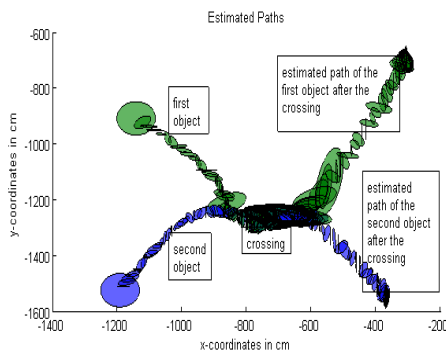 Estimated Paths
-600
-800
-1000
-1200
-1400
-1600
y-coordinates in cm
first
object
estimated path of the
first object after the
crossing
estimated
path of the
second object
after the
crossing
second
object
crossing
-1400
-1200
-1000
-800
-600
-400
-200
x-coordinates in cm